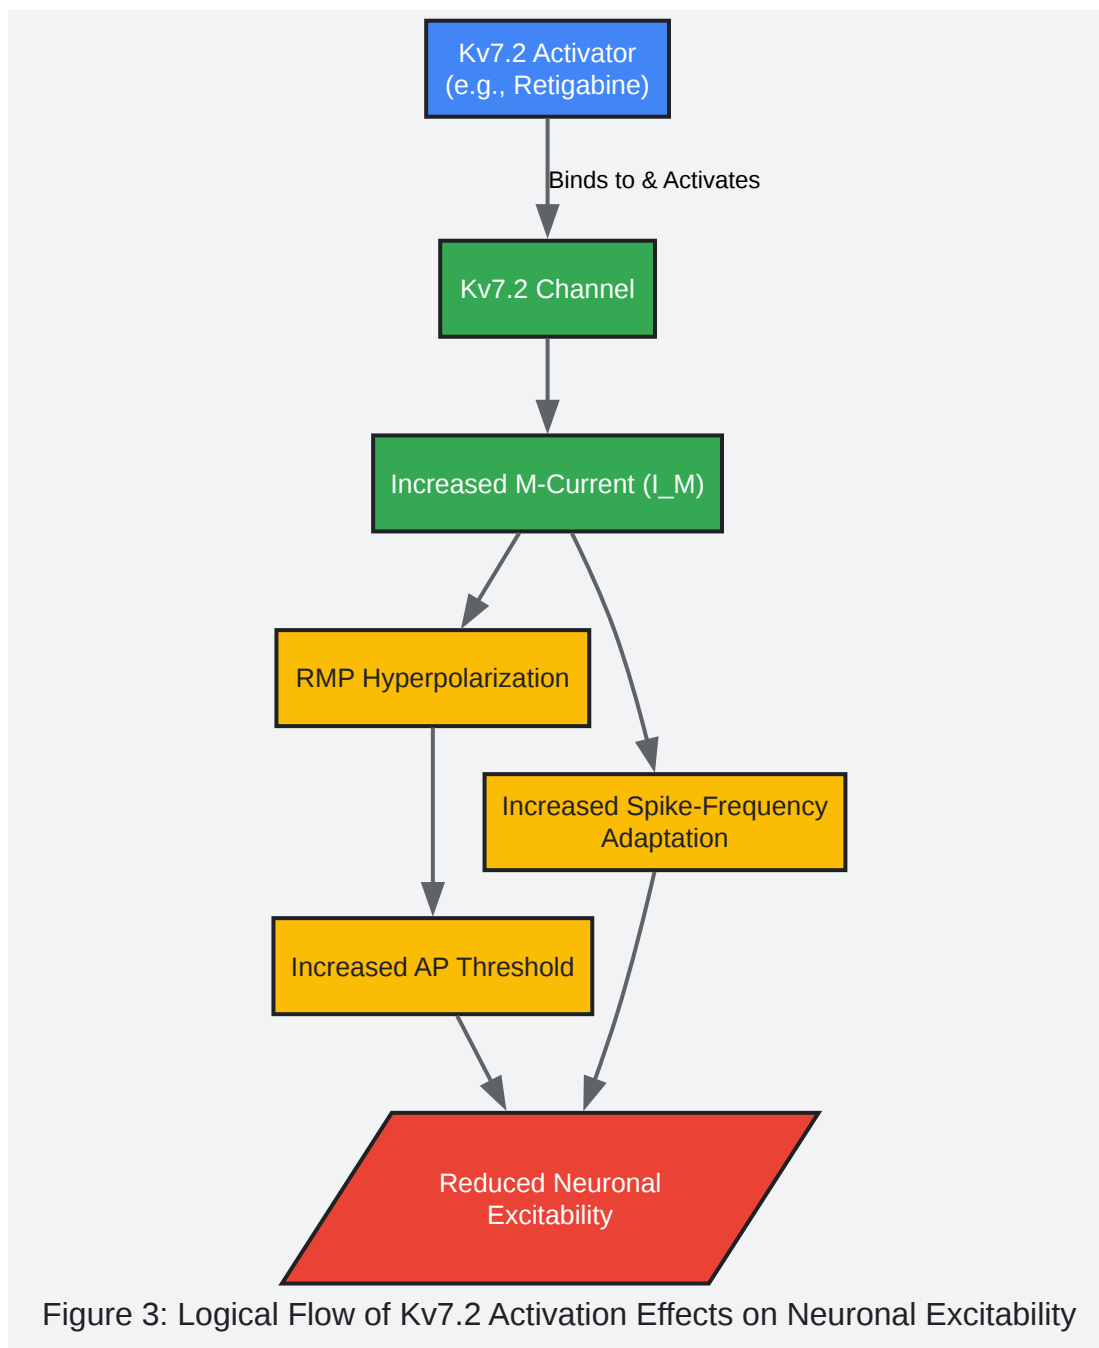 Kv7.2 Activator
(e.g., Retigabine)
Binds to & Activates
Kv7.2 Channel
Increased M-Current (I_M)
RMP Hyperpolarization
Increased Spike-Frequency
Adaptation
Increased AP Threshold
Reduced Neuronal
Excitability
Figure 3: Logical Flow of Kv7.2 Activation Effects on Neuronal Excitability